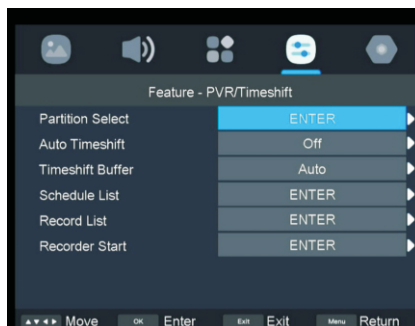 Feature - PVR/Timeshift
Partition Select ENTER
Auto Timeshift Off
Timeshift Buffer Auto
Schedule List ENTER
Record List ENTER
Recorder Start ENTER
Move OK Enter Exit Exit Menu Return